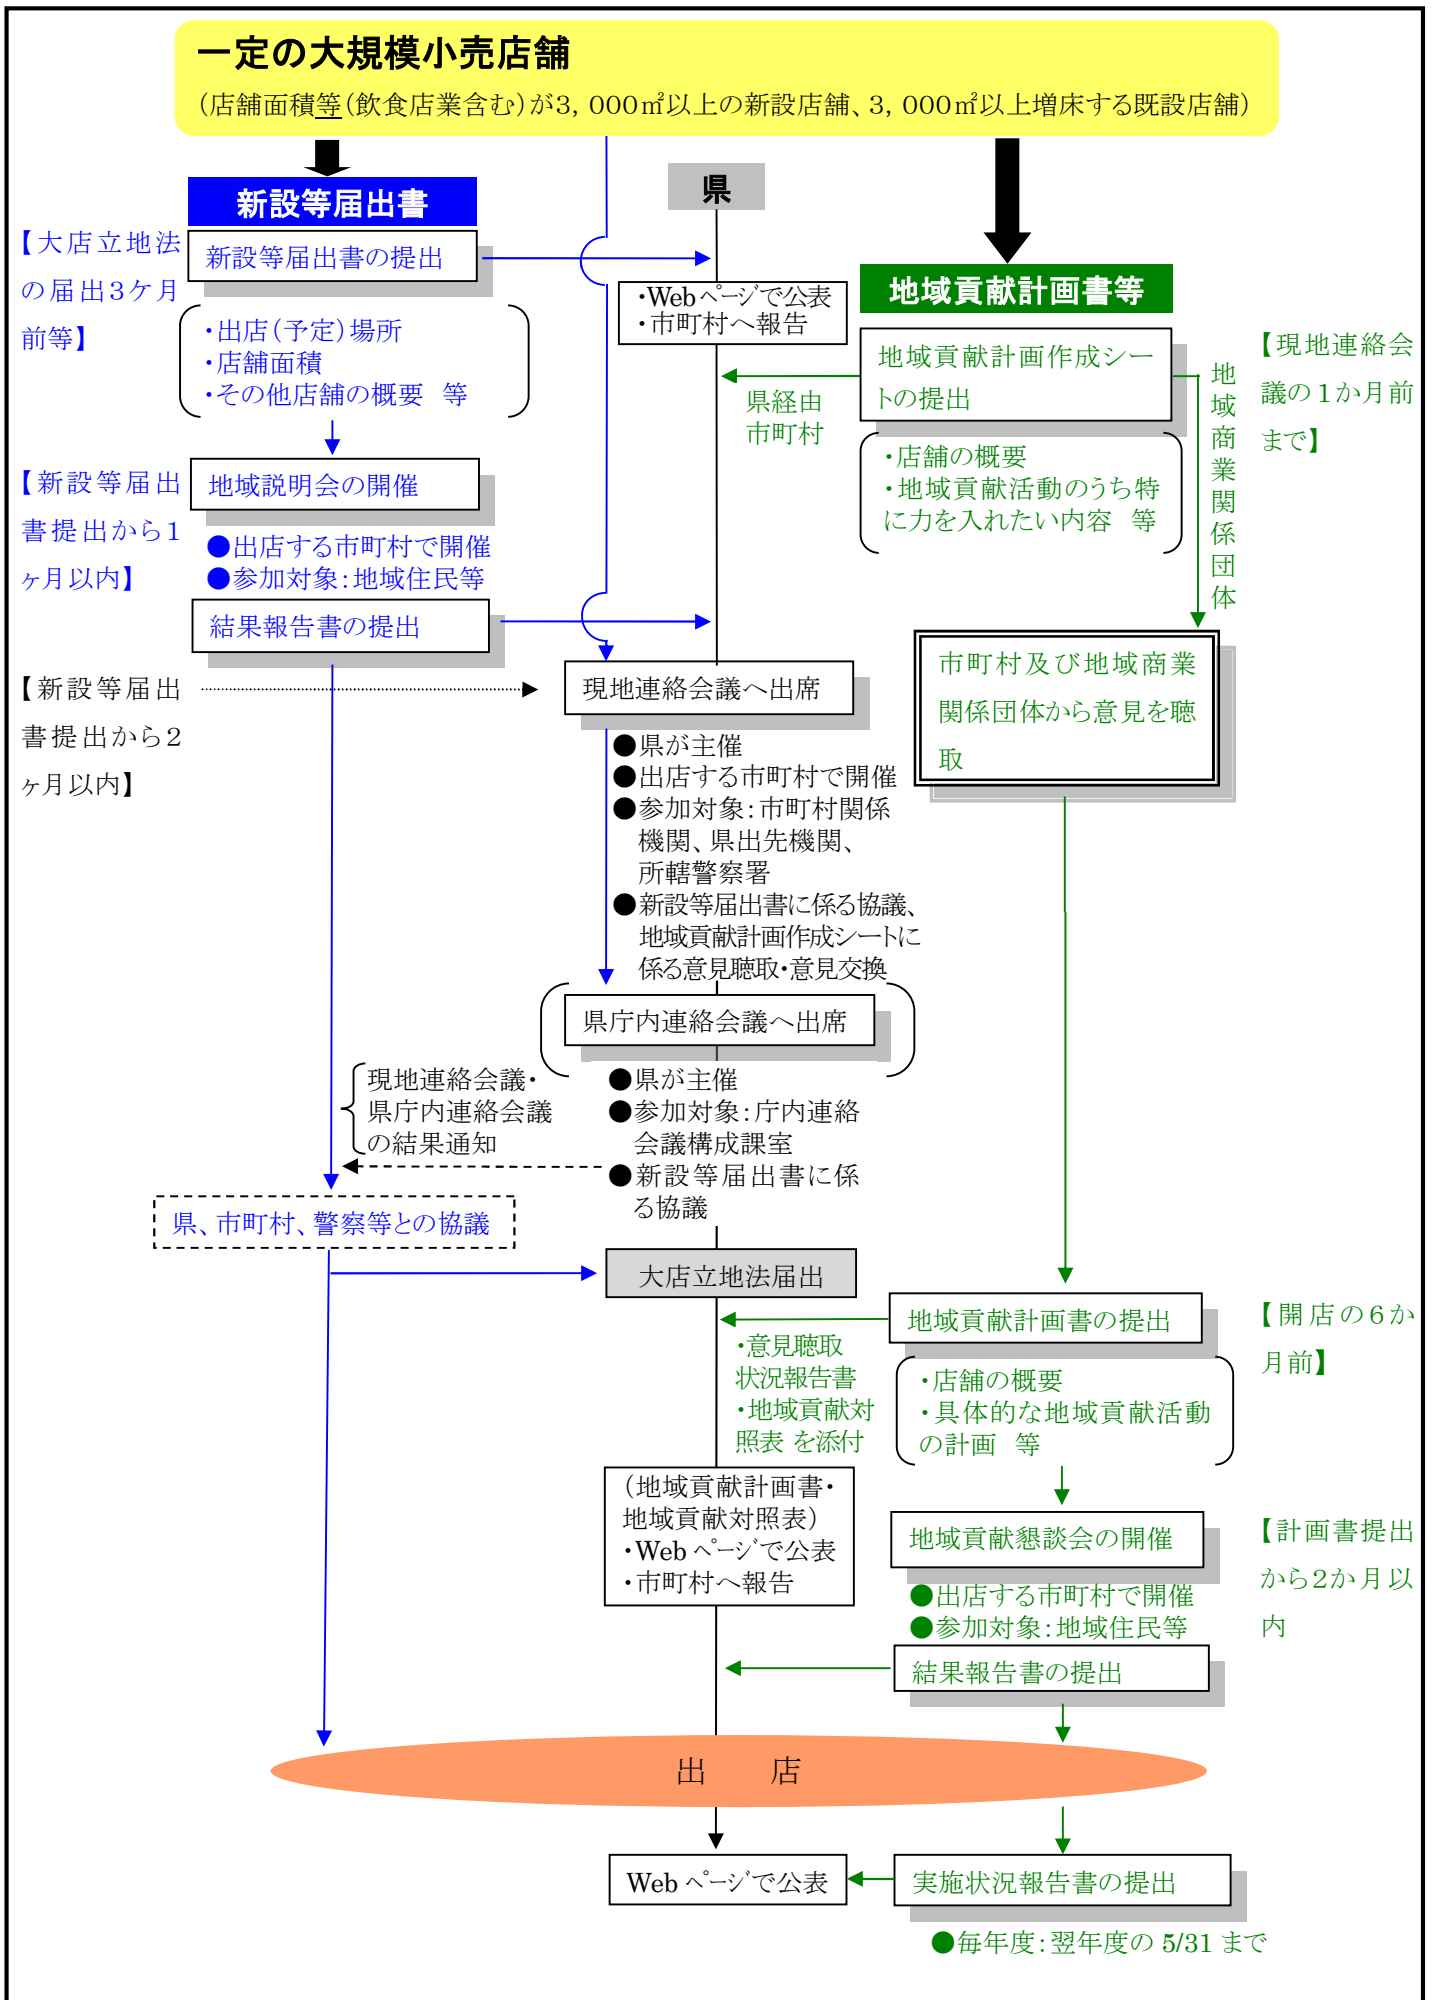 一定の大規模小売店舗
（店舗面積等（飲食店業含む）が３，０００㎡以上の新設店舗、３，０００㎡以上増床する既設店舗）
新設等届出書
【大店立地法
の届出３ケ月
前等】
新設等届出書の提出
・出店（予定）場所
・店舗面積
・その他店舗の概要　等
【新設等届出
書提出から１
ヶ月以内】
地域説明会の開催
●出店する市町村で開催
●参加対象：地域住民等
結果報告書の提出
【新設等届出
書提出から２
ヶ月以内】
県
・Webページで公表
・市町村へ報告
地域貢献計画書等
地域貢献計画作成シー
トの提出
県経由
市町村
・店舗の概要
・地域貢献活動のうち特
に力を入れたい内容　等
地域商業関係団体
【現地連絡会
議の１か月前
まで】
市町村及び地域商業
関係団体から意見を聴
取
現地連絡会議へ出席
●県が主催
●出店する市町村で開催
●参加対象：市町村関係
機関、県出先機関、
所轄警察署
●新設等届出書に係る協議、
地域貢献計画作成シートに
係る意見聴取・意見交換
県庁内連絡会議へ出席
●県が主催
●参加対象：庁内連絡
会議構成課室
●新設等届出書に係
る協議
現地連絡会議・
県庁内連絡会議
の結果通知
県、市町村、警察等との協議
大店立地法届出
地域貢献計画書の提出
【開店の６か
月前】
・意見聴取
状況報告書
・地域貢献対
照表 を添付
・店舗の概要
・具体的な地域貢献活動
の計画　等
（地域貢献計画書・
地域貢献対照表）
・Web ページで公表
・市町村へ報告
地域貢献懇談会の開催
【計画書提出
から２か月以
内
●出店する市町村で開催
●参加対象：地域住民等
結果報告書の提出
出　　店
Web ページで公表
実施状況報告書の提出
●毎年度：翌年度の 5/31 まで